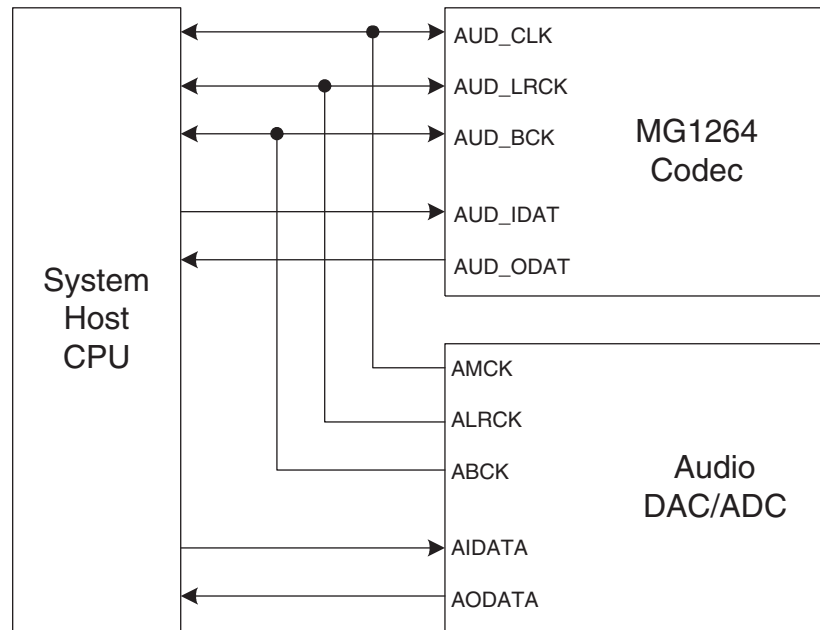 System
Host
CPU
AUD_CLK
AUD_LRCK
AUD_BCK
AUD_IDAT
AUD_ODAT
MG1264
Codec
AMCK
ALRCK
ABCK
AIDATA
AODATA
Audio
DAC/ADC